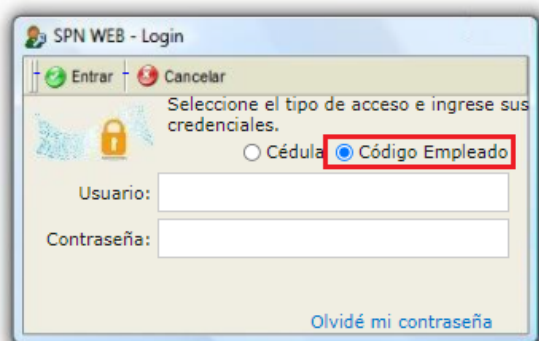 SPN WEB - Login
Entrar Cancelar
Seleccione el tipo de acceso e ingrese sus
credenciales.
Cédula Código Empleado
Usuario:
Contraseña:
Olvidé mi contraseña